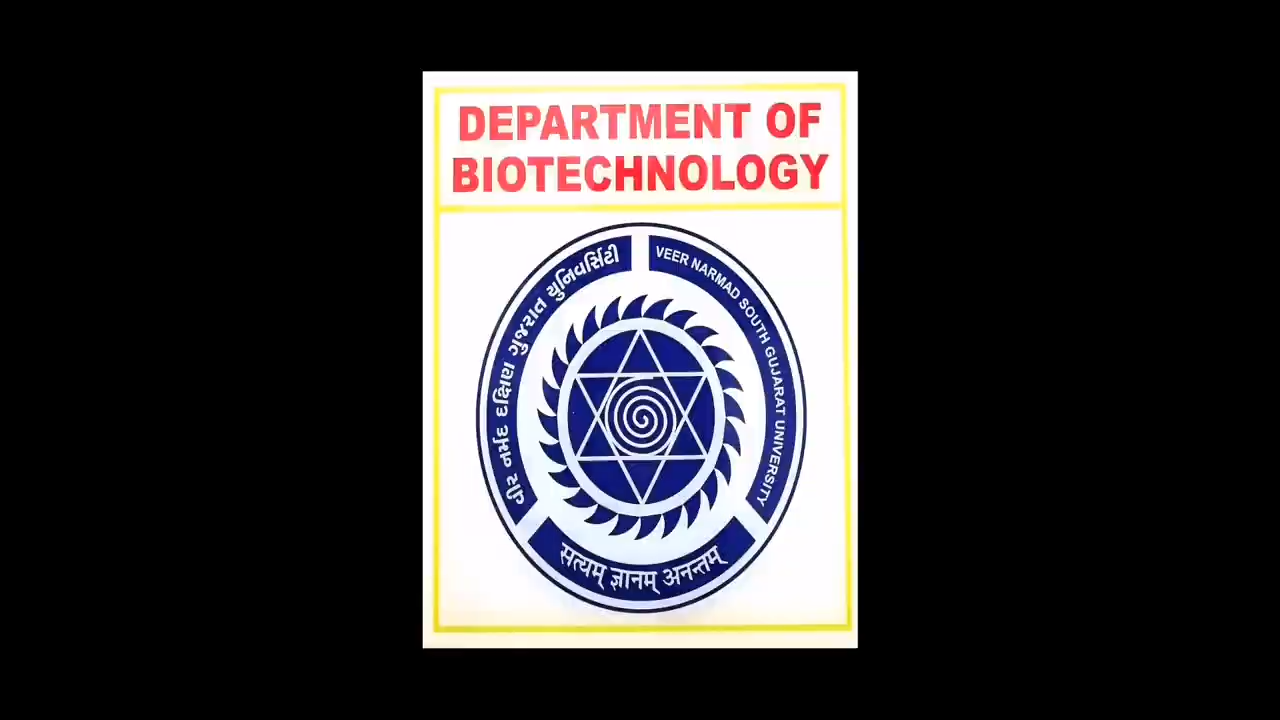 DEPARTMENT OF
BIOTECHNOLOGY
વીર નર્મદ દક્ષિણ ગુજરાત યુનિવર્સિટી
VEER NARMAD SOUTH GUJARAT UNIVERSITY
सत्यम् ज्ञानम् अनन्तम्